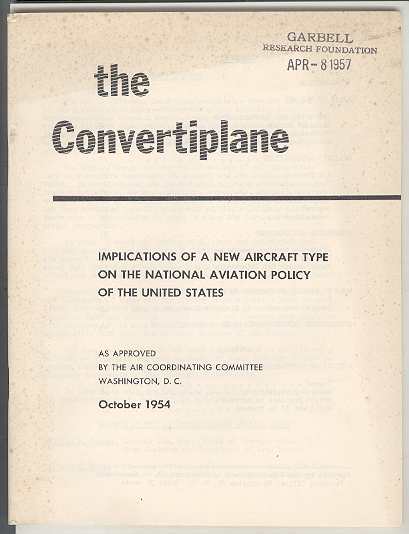 GARBELL
RESEARCH FOUNDATION
APR-8 1957
the
Convertiplane
IMPLICATIONS OF A NEW AIRCRAFT TYPE
ON THE NATIONAL AVIATION POLICY
OF THE UNITED STATES
AS APPROVED
BY THE AIR COORDINATING COMMITTEE
WASHINGTON, D. C.
October 1954